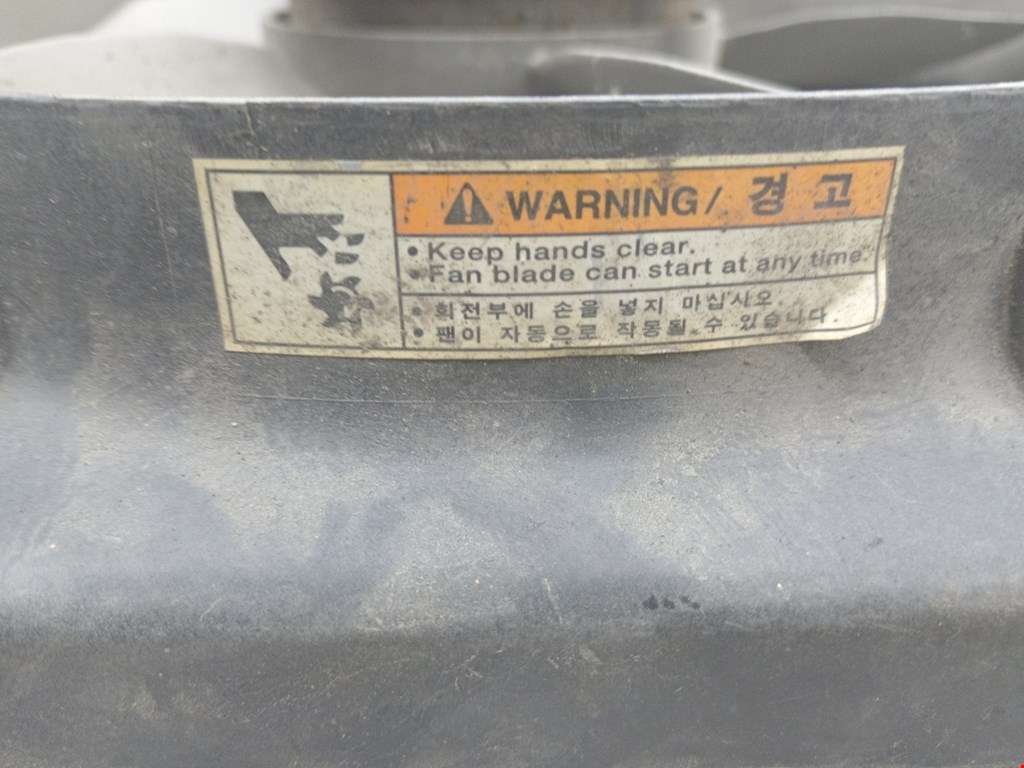 WARNING/ 경고
• Keep hands clear.
• Fan blade can start at any time.
• 회전부에 손을 넣지 마십시오.
• 팬이 자동으로 작동될 수 있습니다.